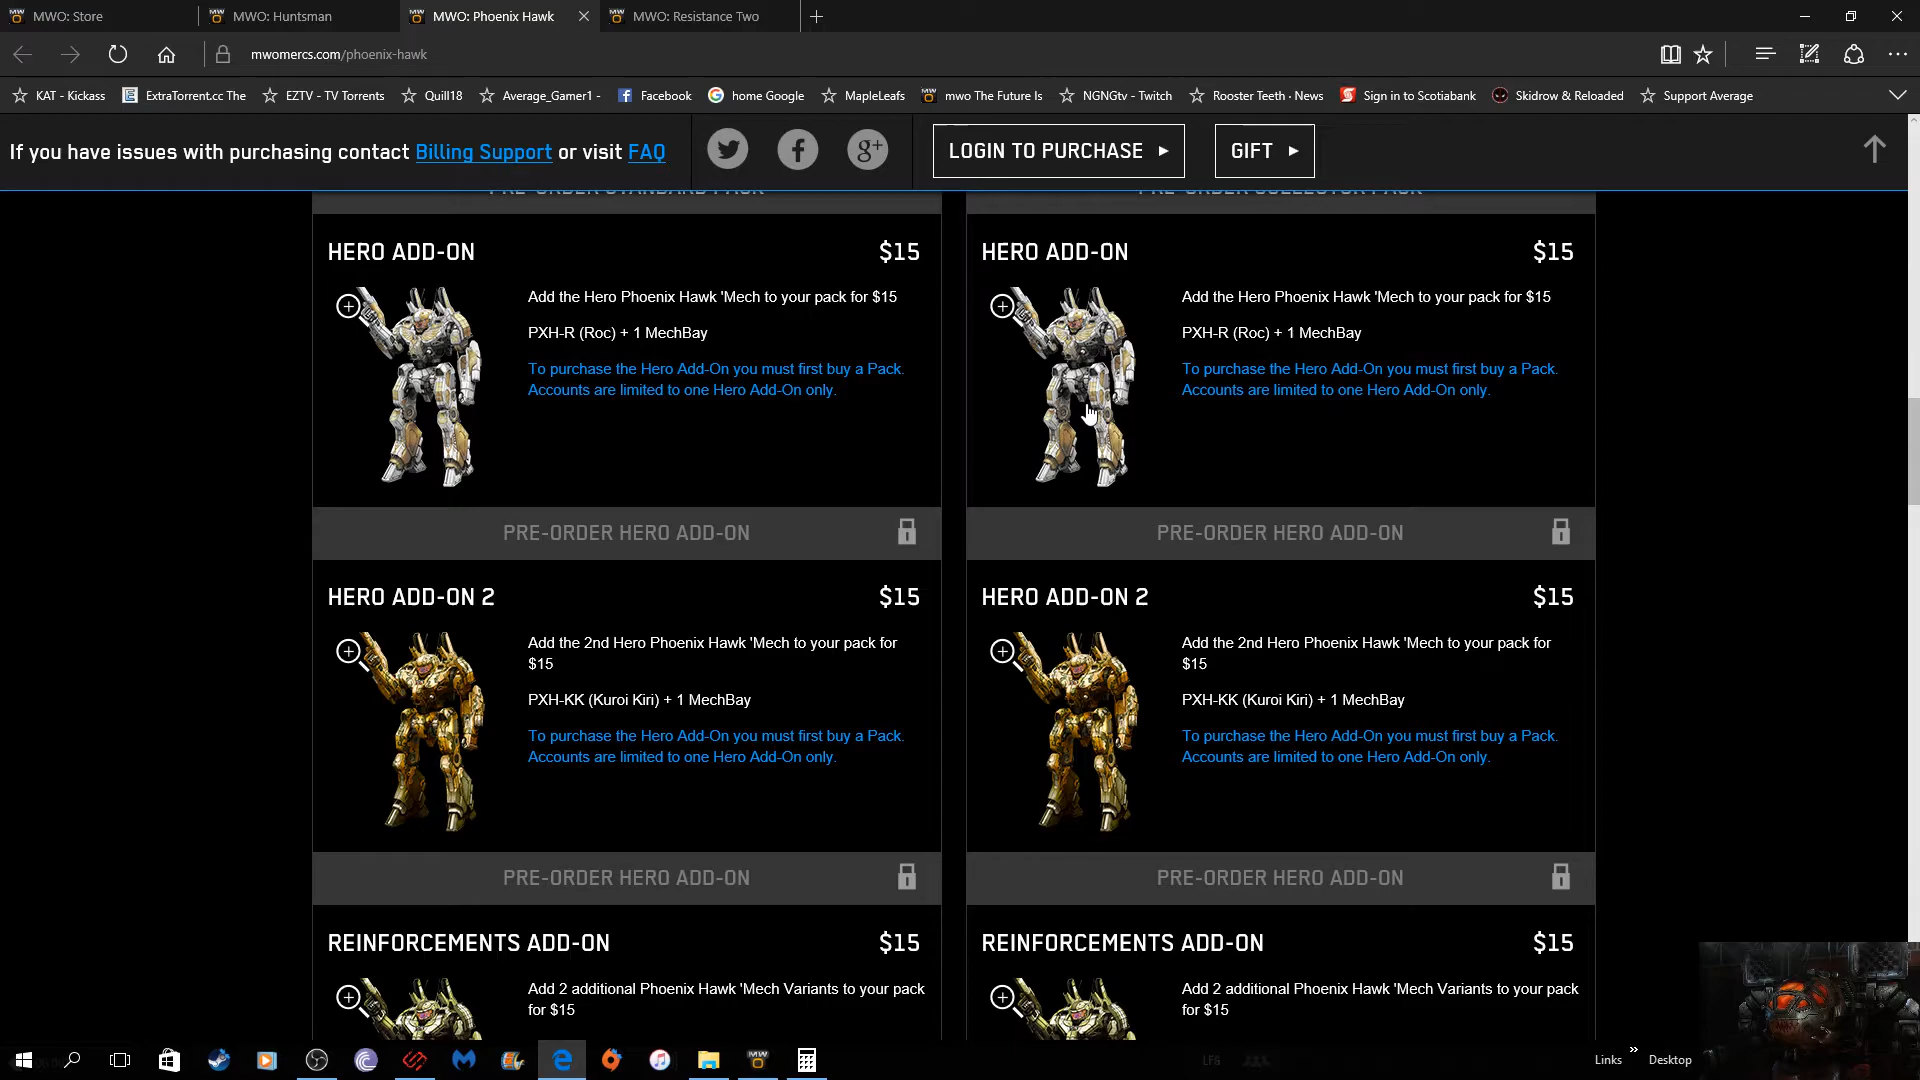 MWO: Store
MWO: Huntsman
MWO: Phoenix Hawk
MWO: Resistance Two
mwomercs.com/phoenix-hawk
KAT - Kickass
ExtraTorrent.cc The
EZTV - TV Torrents
Quill18
Average_Gamer1 -
Facebook
home Google
MapleLeafs
mwo The Future Is
NGNGtv - Twitch
Rooster Teeth · News
Sign in to Scotiabank
Skidrow & Reloaded
Support Average
If you have issues with purchasing contact Billing Support or visit FAQ
LOGIN TO PURCHASE
GIFT
PRE-ORDER STANDARD PACK
PRE-ORDER COLLECTOR PACK
HERO ADD-ON $15
Add the Hero Phoenix Hawk 'Mech to your pack for $15
PXH-R (Roc) + 1 MechBay
To purchase the Hero Add-On you must first buy a Pack.
Accounts are limited to one Hero Add-On only.
PRE-ORDER HERO ADD-ON
HERO ADD-ON $15
Add the Hero Phoenix Hawk 'Mech to your pack for $15
PXH-R (Roc) + 1 MechBay
To purchase the Hero Add-On you must first buy a Pack.
Accounts are limited to one Hero Add-On only.
PRE-ORDER HERO ADD-ON
HERO ADD-ON 2 $15
Add the 2nd Hero Phoenix Hawk 'Mech to your pack for
$15
PXH-KK (Kuroi Kiri) + 1 MechBay
To purchase the Hero Add-On you must first buy a Pack.
Accounts are limited to one Hero Add-On only.
PRE-ORDER HERO ADD-ON
HERO ADD-ON 2 $15
Add the 2nd Hero Phoenix Hawk 'Mech to your pack for
$15
PXH-KK (Kuroi Kiri) + 1 MechBay
To purchase the Hero Add-On you must first buy a Pack.
Accounts are limited to one Hero Add-On only.
PRE-ORDER HERO ADD-ON
REINFORCEMENTS ADD-ON $15
Add 2 additional Phoenix Hawk 'Mech Variants to your pack
for $15
REINFORCEMENTS ADD-ON $15
Add 2 additional Phoenix Hawk 'Mech Variants to your pack
for $15
Links
Desktop